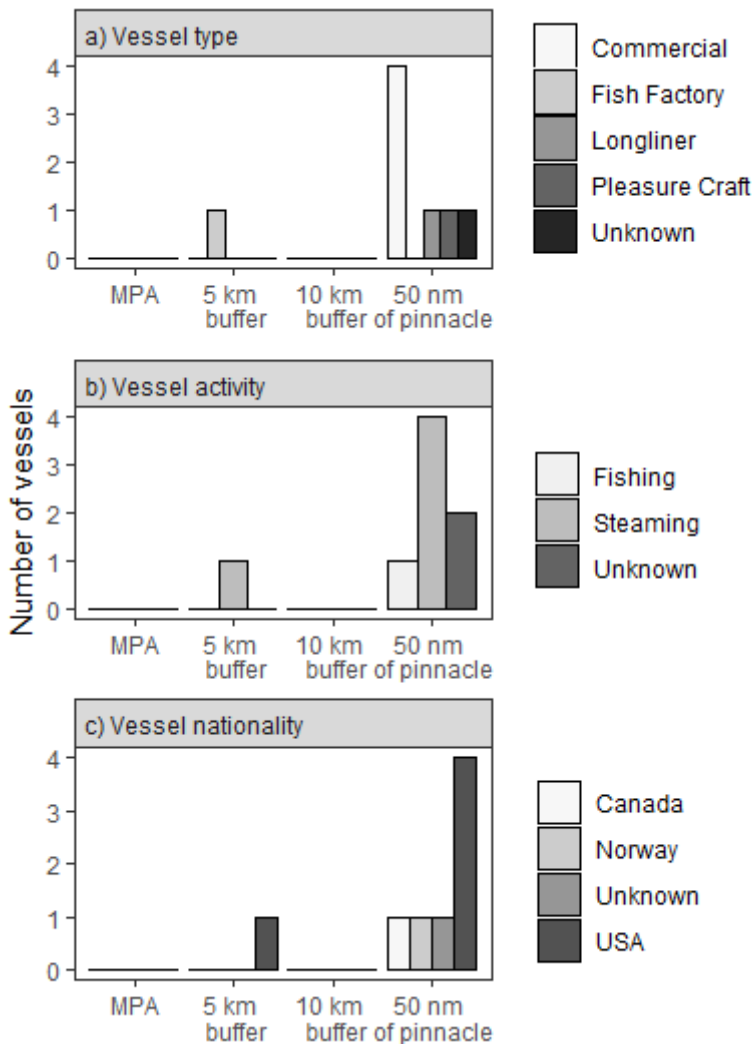 a) Vessel type
4
3
2
1
0
MPA 5 km 10 km 50 nm
buffer buffer of pinnacle
Commercial
Fish Factory
Longliner
Pleasure Craft
Unknown
Number of vessels
b) Vessel activity
4
3
2
1
0
MPA 5 km 10 km 50 nm
buffer buffer of pinnacle
Fishing
Steaming
Unknown
c) Vessel nationality
4
3
2
1
0
MPA 5 km 10 km 50 nm
buffer buffer of pinnacle
Canada
Norway
Unknown
USA